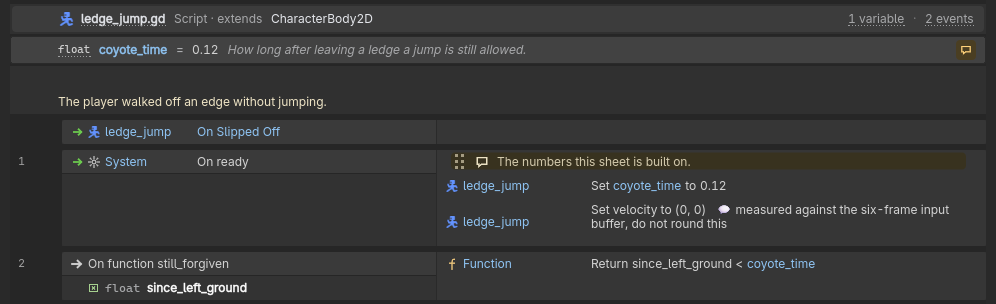 ledge_jump.gd Script · extends CharacterBody2D 1 variable · 2 events
float coyote_time = 0.12 How long after leaving a ledge a jump is still allowed.
The player walked off an edge without jumping.
ledge_jump On Slipped Off
1 System On ready The numbers this sheet is built on.
ledge_jump Set coyote_time to 0.12
ledge_jump Set velocity to (0, 0) measured against the six-frame input
buffer, do not round this
2 On function still_forgiven f Function Return since_left_ground < coyote_time
float since_left_ground